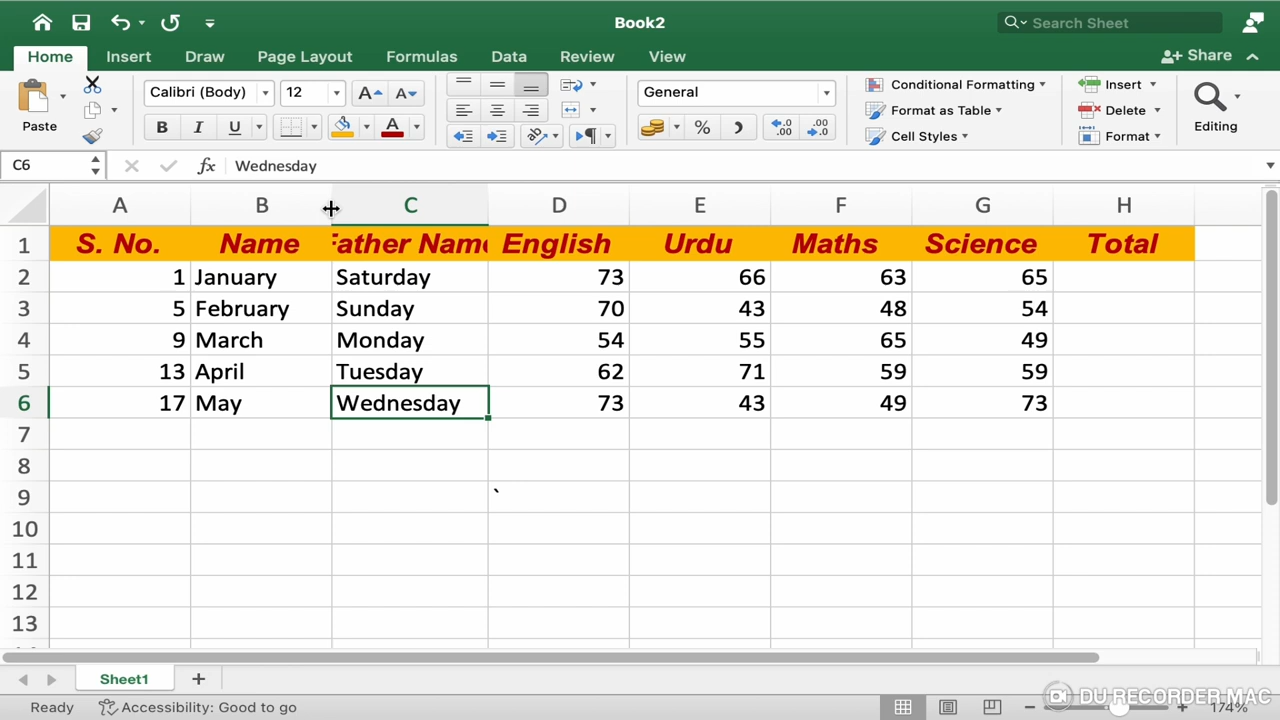 Book2
Search Sheet
Home Insert Draw Page Layout Formulas Data Review View Share
Paste
Calibri (Body) 12 A A
B I U A
General
% .00 .0
Conditional Formatting
Format as Table
Cell Styles
Insert
Delete
Format
Editing
C6 fx Wednesday
A B C D E F G H
1 S. No. Name Father Name English Urdu Maths Science Total
2 1 January Saturday 73 66 63 65
3 5 February Sunday 70 43 48 54
4 9 March Monday 54 55 65 49
5 13 April Tuesday 62 71 59 59
6 17 May Wednesday 73 43 49 73
7
8
9 `
10
11
12
13
Sheet1
Ready Accessibility: Good to go 174%
DU RECORDER MAC